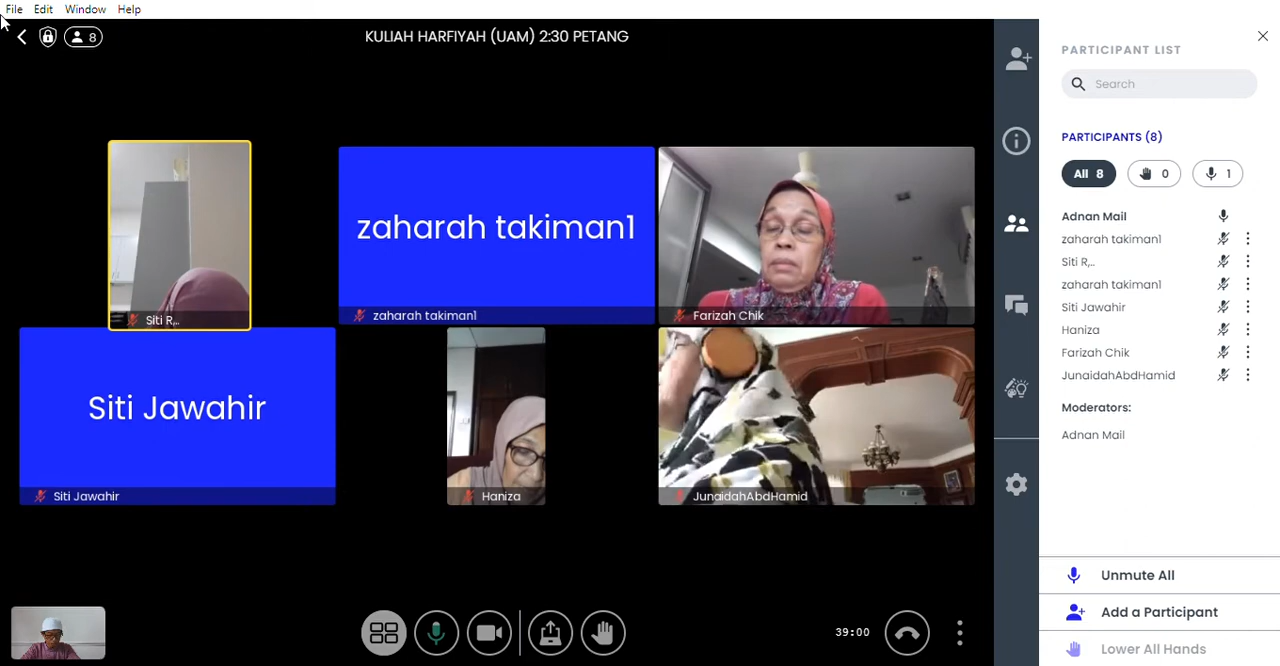 File Edit Window Help
8
KULIAH HARFIYAH (UAM) 2:30 PETANG
Siti R,..
zaharah takiman1
zaharah takiman1
Farizah Chik
Siti Jawahir
Siti Jawahir
Haniza
JunaidahAbdHamid
39:00
PARTICIPANT LIST
Search
PARTICIPANTS (8)
All 8 0 1
Adnan Mail
zaharah takiman1
Siti R,..
zaharah takiman1
Siti Jawahir
Haniza
Farizah Chik
JunaidahAbdHamid
Moderators:
Adnan Mail
Unmute All
Add a Participant
Lower All Hands